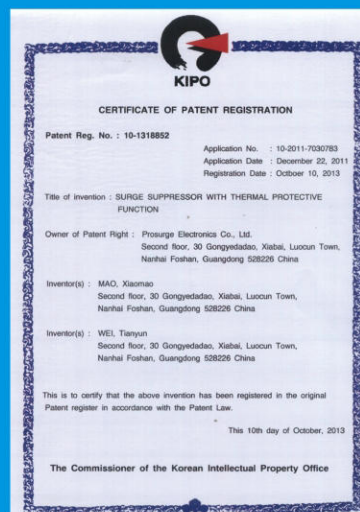 KIPO
CERTIFICATE OF PATENT REGISTRATION
Patent Reg. No. : 10-1318852
Application No. : 10-2011-7030783
Application Date : December 22, 2011
Registration Date : Octboer 10, 2013
Title of invention : SURGE SUPPRESSOR WITH THERMAL PROTECTIVE
FUNCTION
Owner of Patent Right : Prosurge Electronics Co., Ltd.
Second floor, 30 Gongyedadao, Xiabai, Luocun Town,
Nanhai Foshan, Guangdong 528226 China
Inventor(s) : MAO, Xiaomao
Second floor, 30 Gongyedadao, Xiabai, Luocun Town,
Nanhai Foshan, Guangdong 528226 China
Inventor(s) : WEI, Tianyun
Second floor, 30 Gongyedadao, Xiabai, Luocun Town,
Nanhai Foshan, Guangdong 528226 China
This is to certify that the above invention has been registered in the original
Patent register in accordance with the Patent Law.
This 10th day of October, 2013
The Commissioner of the Korean Intellectual Property Office